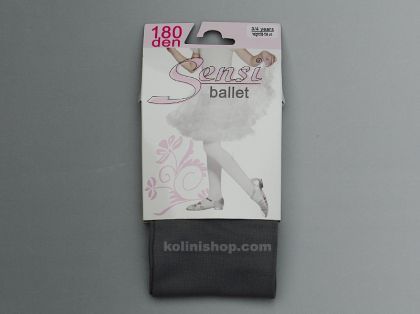 180
den
3/4 years
Sensi
ballet
kolinishop.com